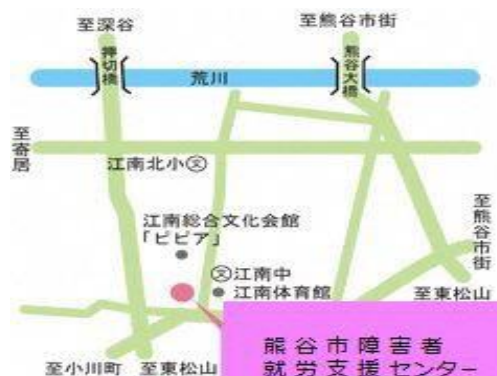 至深谷
至熊谷市街
押切橋
熊谷大橋
荒川
至寄居
江南北小文
至熊谷市街
江南総合文化会館
「ピピア」
文江南中
江南体育館
至東松山
熊谷市障害者
就労支援センター
至小川町
至東松山